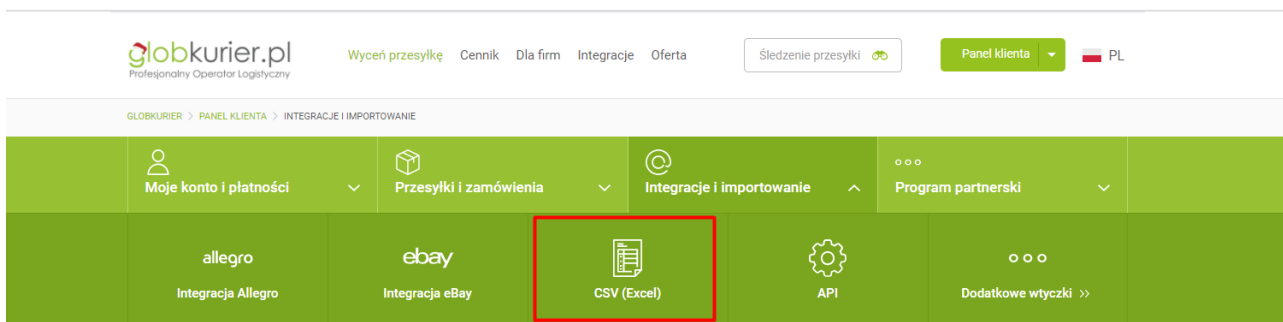 globkurier.pl
Profesjonalny Operator Logistyczny
Wyceń przesyłkę Cennik Dla firm Integracje Oferta
Śledzenie przesyłki
Panel klienta
PL
GLOBKURIER > PANEL KLIENTA > INTEGRACJE I IMPORTOWANIE
Moje konto i płatności
Przesyłki i zamówienia
Integracje i importowanie
Program partnerski
allegro
Integracja Allegro
ebay
Integracja eBay
CSV (Excel)
API
Dodatkowe wtyczki >>